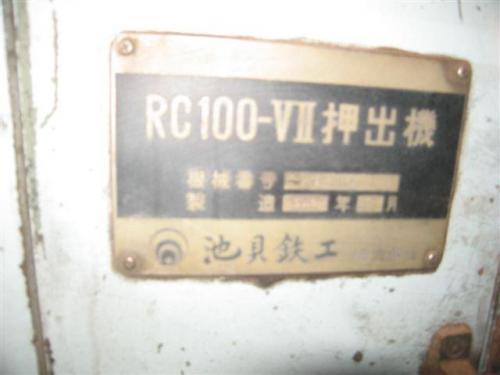 RC100-VII押出機
機械番号
製造 年 月
池貝鉄工